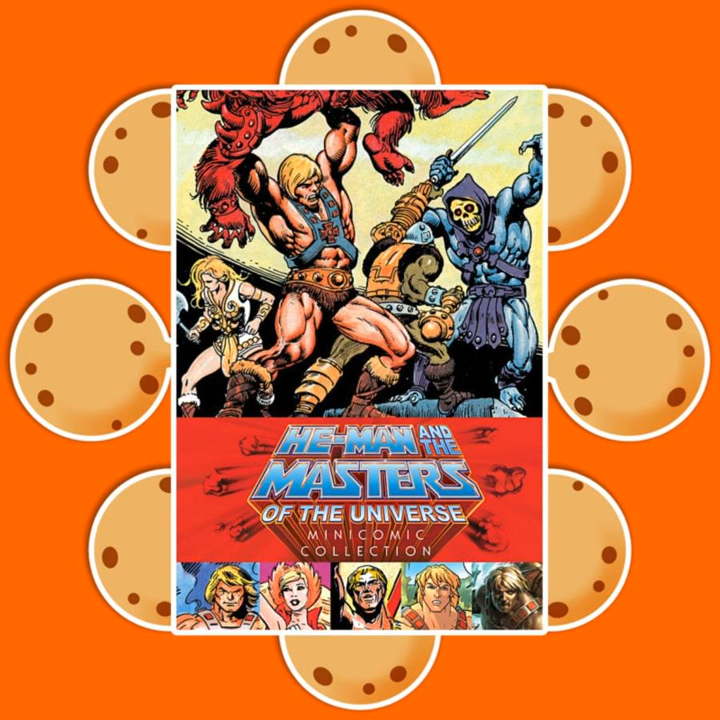 HE-MAN AND THE
MASTERS
OF THE UNIVERSE
MINICOMIC
COLLECTION